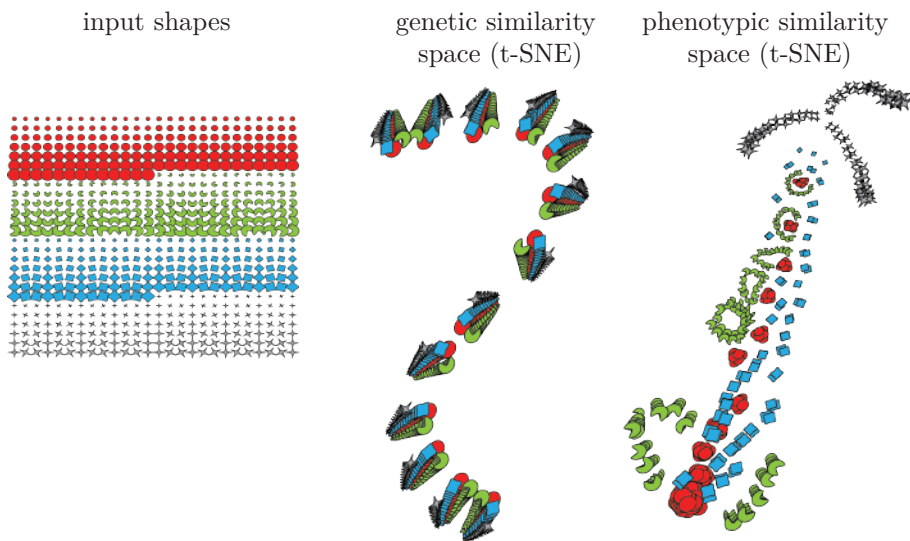 input shapes
genetic similarity
space (t-SNE)
phenotypic similarity
space (t-SNE)